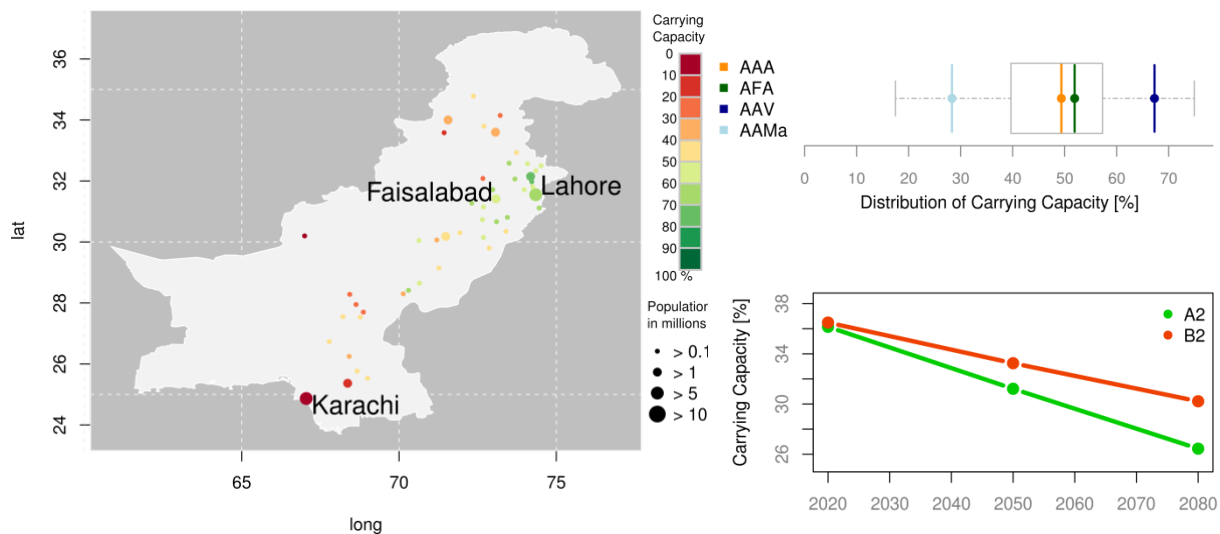 36
34
32
30
28
26
24
lat
65
70
75
long
Faisalabad
Lahore
Karachi
Carrying
Capacity
0
10
20
30
40
50
60
70
80
90
100 %
Population
in millions
> 0.1
> 1
> 5
> 10
AAA
AFA
AAV
AAMa
0
10
20
30
40
50
60
70
Distribution of Carrying Capacity [%]
Carrying Capacity [%]
38
34
30
26
A2
B2
2020
2030
2040
2050
2060
2070
2080